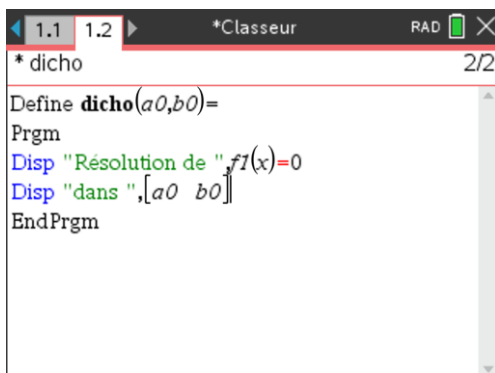 1.1 1.2 *Classeur RAD
* dicho 2/2
Define dicho(a0,b0)=
Prgm
Disp "Résolution de ",f1(x)=0
Disp "dans ",[a0 b0]
EndPrgm